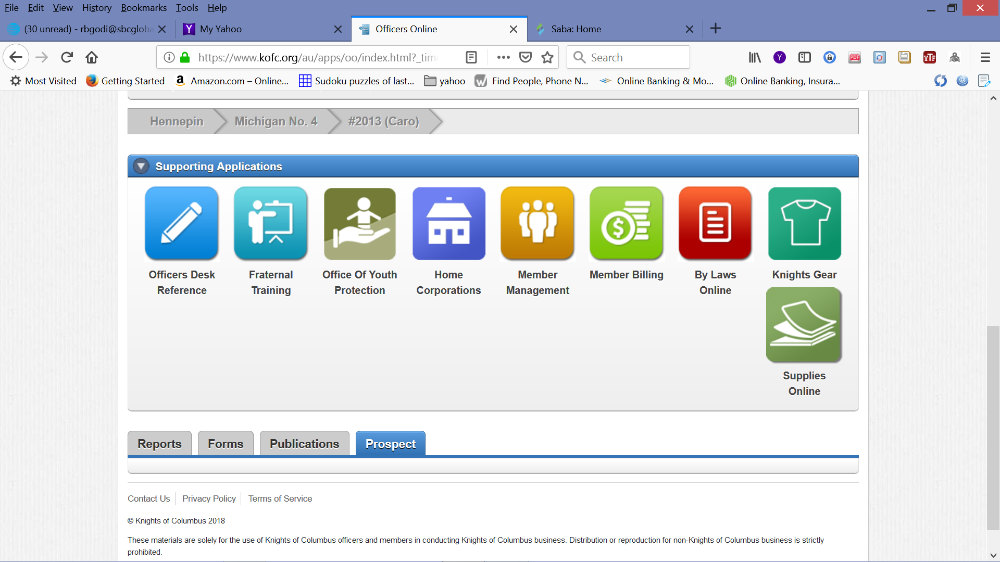 File Edit View History Bookmarks Tools Help
(30 unread) - rbgodi@sbcgloba
My Yahoo
Officers Online
Saba: Home
https://www.kofc.org/au/apps/oo/index.html?_tim
Search
Y
PDF
YTF
Most Visited
Getting Started
Amazon.com – Online...
Sudoku puzzles of last...
yahoo
Find People, Phone N...
Online Banking & Mo...
Online Banking, Insura...
Hennepin
Michigan No. 4
#2013 (Caro)
Supporting Applications
Officers Desk
Reference
Fraternal
Training
Office Of Youth
Protection
Home
Corporations
Member
Management
Member Billing
By Laws
Online
Knights Gear
Supplies
Online
Reports
Forms
Publications
Prospect
Contact Us
Privacy Policy
Terms of Service
© Knights of Columbus 2018
These materials are solely for the use of Knights of Columbus officers and members in conducting Knights of Columbus business. Distribution or reproduction for non-Knights of Columbus business is strictly
prohibited.